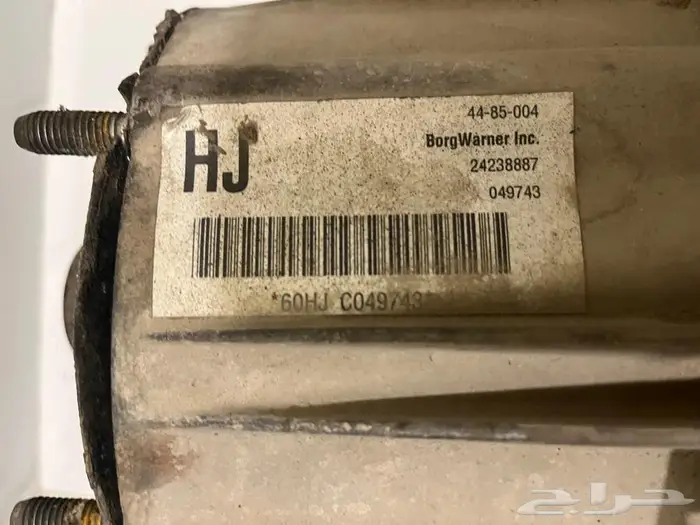 HJ
44-85-004
BorgWarner Inc.
24238887
049743
*60HJ C049743
حراج